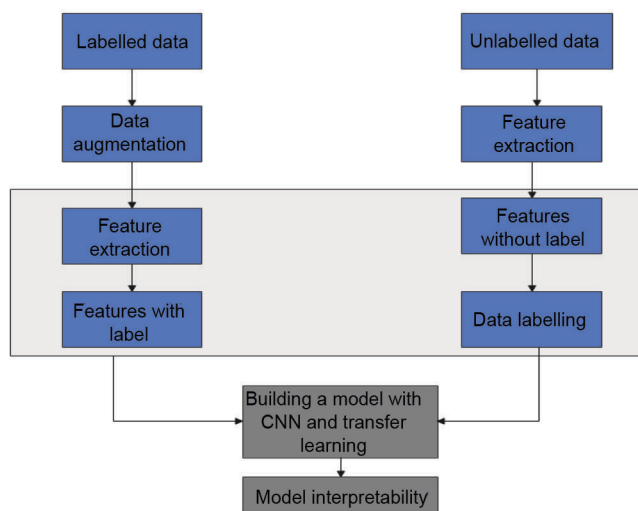 Labelled data
Unlabelled data
Data
augmentation
Feature
extraction
Feature
extraction
Features
without label
Features with
label
Data labelling
Building a model with
CNN and transfer
learning
Model interpretability